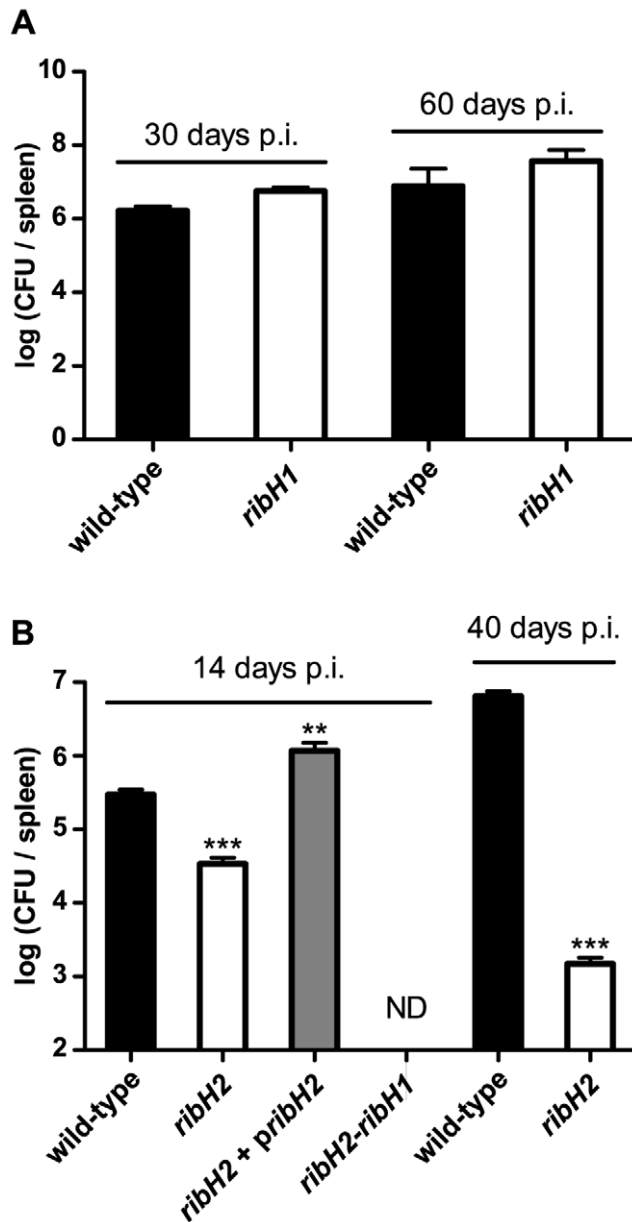 A
log (CFU / spleen)
10
8
6
4
2
0
30 days p.i.
60 days p.i.
wild-type
ribH1
wild-type
ribH1
B
log (CFU / spleen)
7
6
5
4
3
2
14 days p.i.
40 days p.i.
***
**
ND
***
wild-type
ribH2
ribH2 + pribH2
ribH2-ribH1
wild-type
ribH2